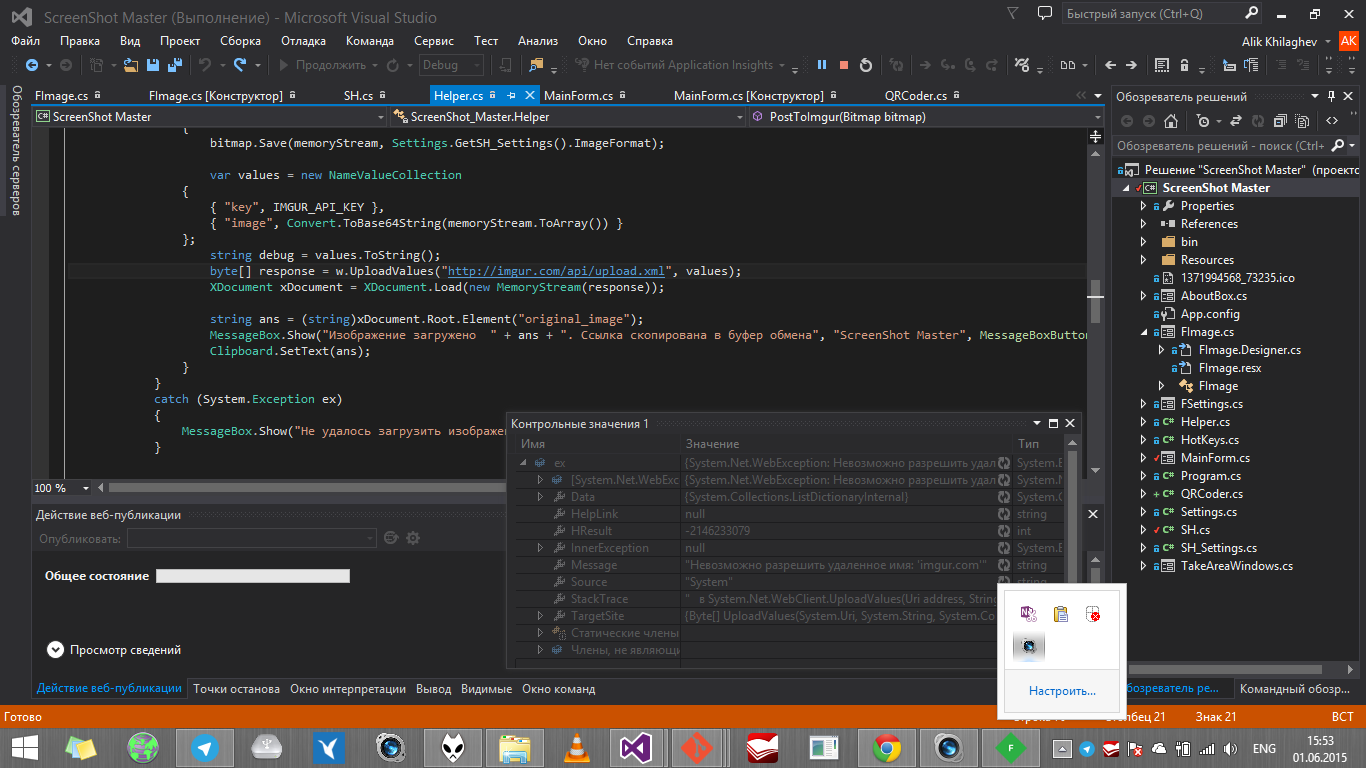 ScreenShot Master (Выполнение) - Microsoft Visual Studio
Быстрый запуск (Ctrl+Q)
Файл Правка Вид Проект Сборка Отладка Команда Сервис Тест Анализ Окно Справка
Alik Khilaghev AK
Продолжить Debug Нет событий Application Insights
Обозреватель серверов
FImage.cs FImage.cs [Конструктор] SH.cs Helper.cs MainForm.cs MainForm.cs [Конструктор] QRCoder.cs
C# ScreenShot Master ScreenShot_Master.Helper PostToImgur(Bitmap bitmap)
{
bitmap.Save(memoryStream, Settings.GetSH_Settings().ImageFormat);
var values = new NameValueCollection
{
{ "key", IMGUR_API_KEY },
{ "image", Convert.ToBase64String(memoryStream.ToArray()) }
};
string debug = values.ToString();
byte[] response = w.UploadValues("http://imgur.com/api/upload.xml", values);
XDocument xDocument = XDocument.Load(new MemoryStream(response));
string ans = (string)xDocument.Root.Element("original_image");
MessageBox.Show("Изображение загружено  " + ans + ". Ссылка скопирована в буфер обмена", "ScreenShot Master", MessageBoxButton
Clipboard.SetText(ans);
}
}
catch (System.Exception ex)
{
MessageBox.Show("Не удалось загрузить изображе
}
100 %
Контрольные значения 1
Имя Значение Тип
ex {System.Net.WebException: Невозможно разрешить удал System.E
[System.Net.WebExc {System.Net.WebException: Невозможно разрешить удал System.N
Data {System.Collections.ListDictionaryInternal} System.C
HelpLink null string
HResult -2146233079 int
InnerException null System.E
Message "Невозможно разрешить удаленное имя: 'imgur.com'" string
Source "System" string
StackTrace "   в System.Net.WebClient.UploadValues(Uri address, String
TargetSite {Byte[] UploadValues(System.Uri, System.String, System.Co
Статические члены
Члены, не являющи
Действие веб-публикации
Опубликовать:
Общее состояние
Просмотр сведений
Действие веб-публикации Точки останова Окно интерпретации Вывод Видимые Окно команд
Обозреватель решений
Обозреватель решений - поиск (Ctrl+
Решение "ScreenShot Master" (проекто
C# ScreenShot Master
Properties
References
bin
Resources
1371994568_73235.ico
AboutBox.cs
App.config
FImage.cs
FImage.Designer.cs
FImage.resx
FImage
FSettings.cs
C# Helper.cs
C# HotKeys.cs
MainForm.cs
C# Program.cs
C# QRCoder.cs
C# Settings.cs
C# SH.cs
C# SH_Settings.cs
TakeAreaWindows.cs
бозреватель ре... Командный обозр...
Настроить...
Готово
Столбец 21 Знак 21 ВСТ
ENG
15:53
01.06.2015